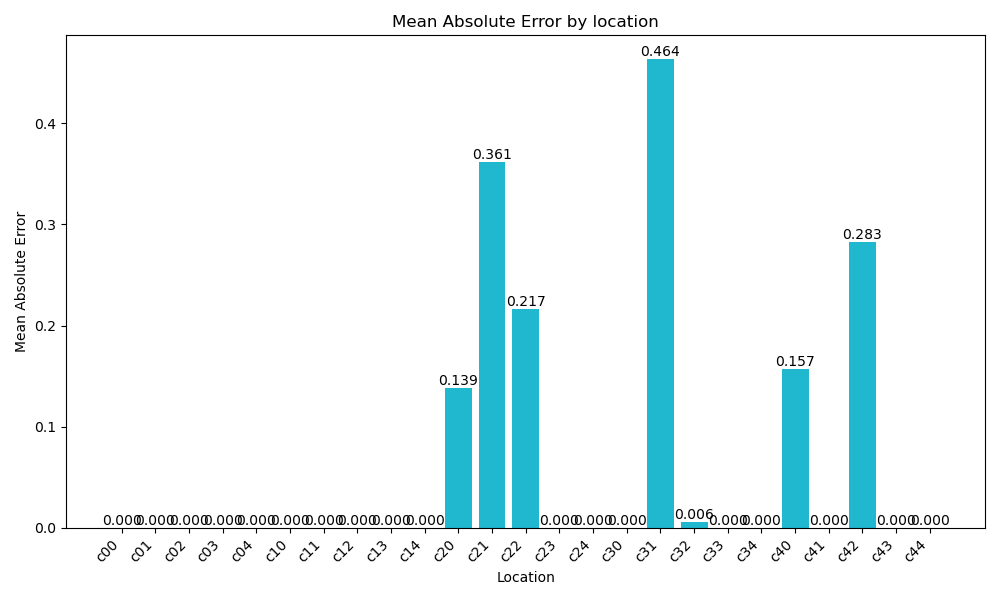 Mean Absolute Error by location
Mean Absolute Error
0.4
0.3
0.2
0.1
0.0
0.000 0.000 0.000 0.000 0.000 0.000 0.000 0.000 0.000 0.000 0.139 0.361 0.217 0.000 0.000 0.000 0.464 0.006 0.000 0.000 0.157 0.000 0.283 0.000 0.000
c00 c01 c02 c03 c04 c10 c11 c12 c13 c14 c20 c21 c22 c23 c24 c30 c31 c32 c33 c34 c40 c41 c42 c43 c44
Location